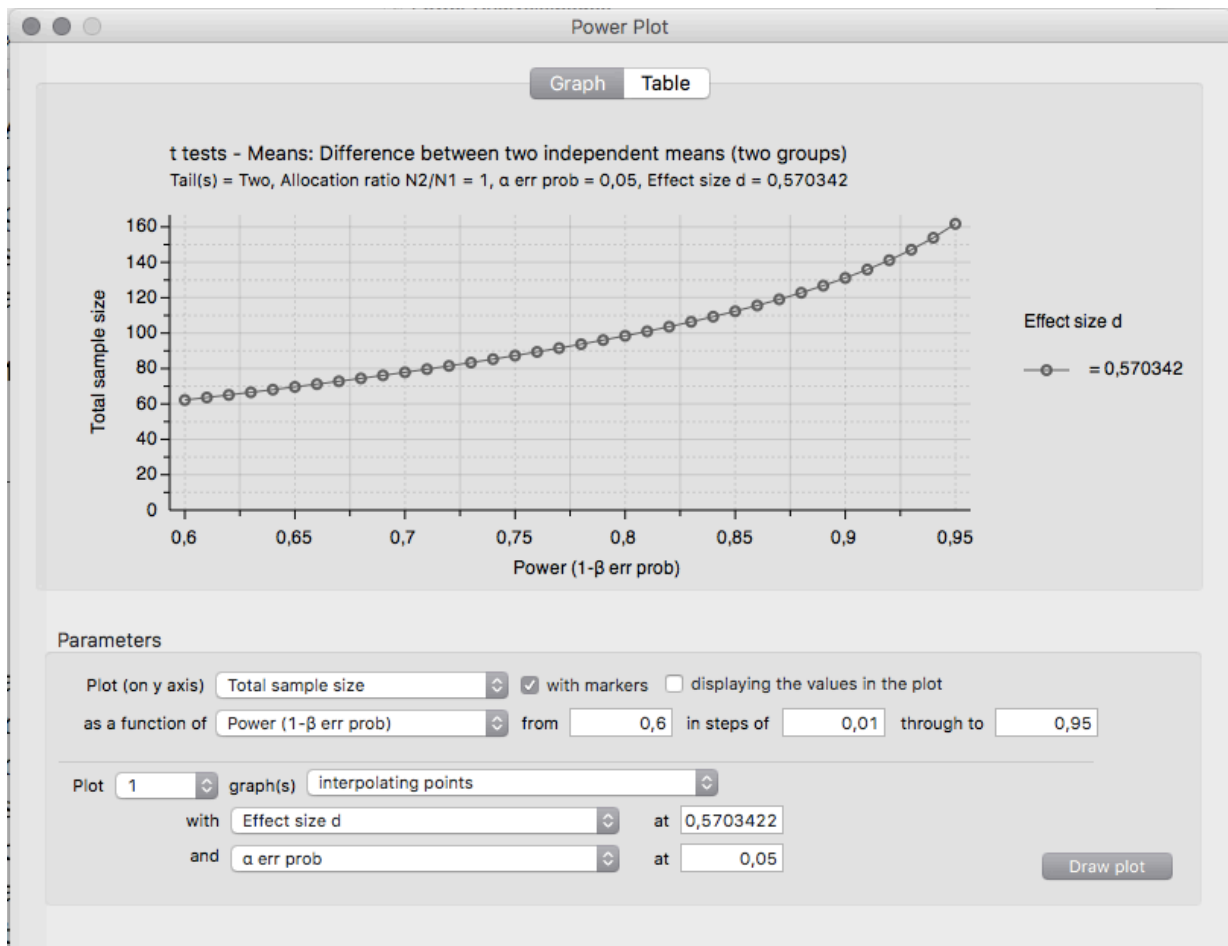 Power Plot
Graph Table
t tests - Means: Difference between two independent means (two groups)
Tail(s) = Two, Allocation ratio N2/N1 = 1, α err prob = 0,05, Effect size d = 0,570342
160
140
120
100
80
60
40
20
0
Total sample size
0,6 0,65 0,7 0,75 0,8 0,85 0,9 0,95
Power (1-β err prob)
Effect size d
= 0,570342
Parameters
Plot (on y axis) Total sample size with markers displaying the values in the plot
as a function of Power (1-β err prob) from 0,6 in steps of 0,01 through to 0,95
Plot 1 graph(s) interpolating points
with Effect size d at 0,5703422
and α err prob at 0,05
Draw plot